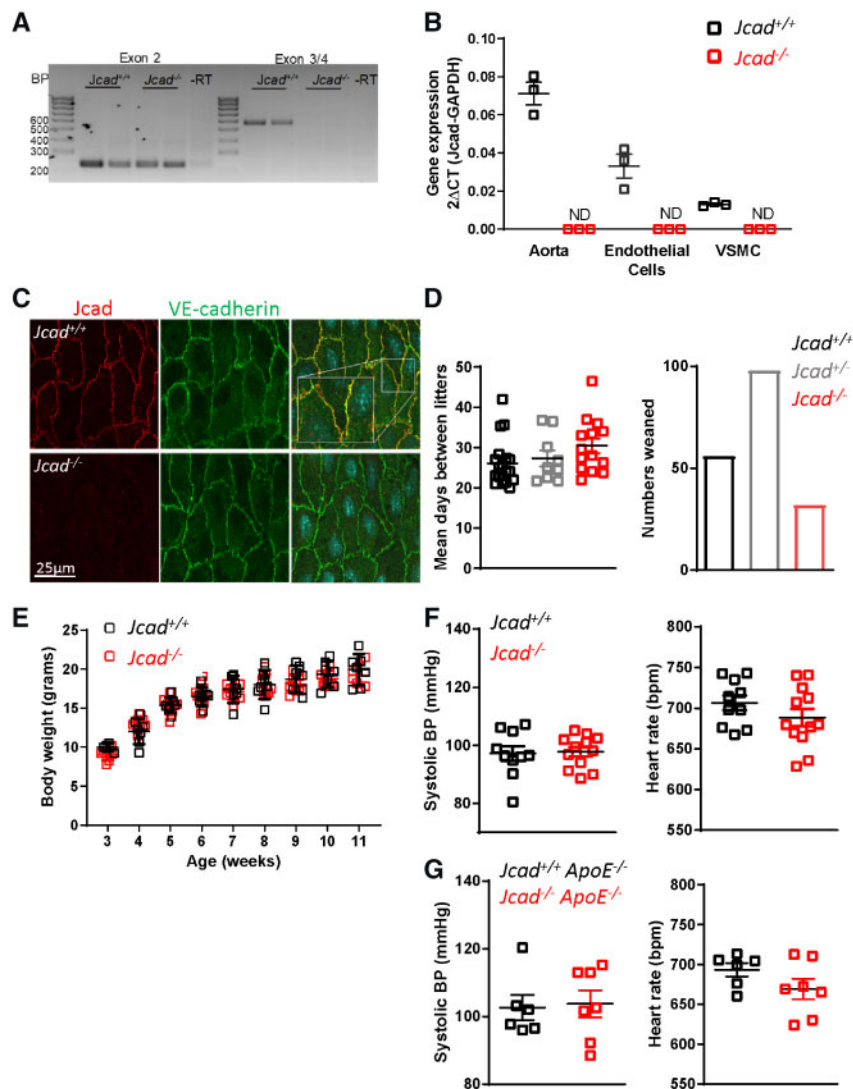 A
Exon 2
Exon 3/4
BP
Jcad+/+
Jcad-/-
-RT
Jcad+/+
Jcad-/-
-RT
600
500
400
300
200
B
Jcad+/+
Jcad-/-
Gene expression
2ΔCT (Jcad-GAPDH)
0.10
0.08
0.06
0.04
0.02
0.00
ND
ND
ND
Aorta
Endothelial
Cells
VSMC
C
Jcad
VE-cadherin
Jcad+/+
Jcad-/-
25µm
D
Mean days between litters
50
40
30
20
10
0
Numbers weaned
100
50
0
Jcad+/+
Jcad+/-
Jcad-/-
E
Jcad+/+
Jcad-/-
Body weight (grams)
25
20
15
10
5
0
3 4 5 6 7 8 9 10 11
Age (weeks)
F
Jcad+/+
Jcad-/-
Systolic BP (mmHg)
140
120
100
80
Heart rate (bpm)
800
750
700
650
600
550
G
Jcad+/+ ApoE-/-
Jcad-/- ApoE-/-
Systolic BP (mmHg)
140
120
100
80
Heart rate (bpm)
800
750
700
650
600
550